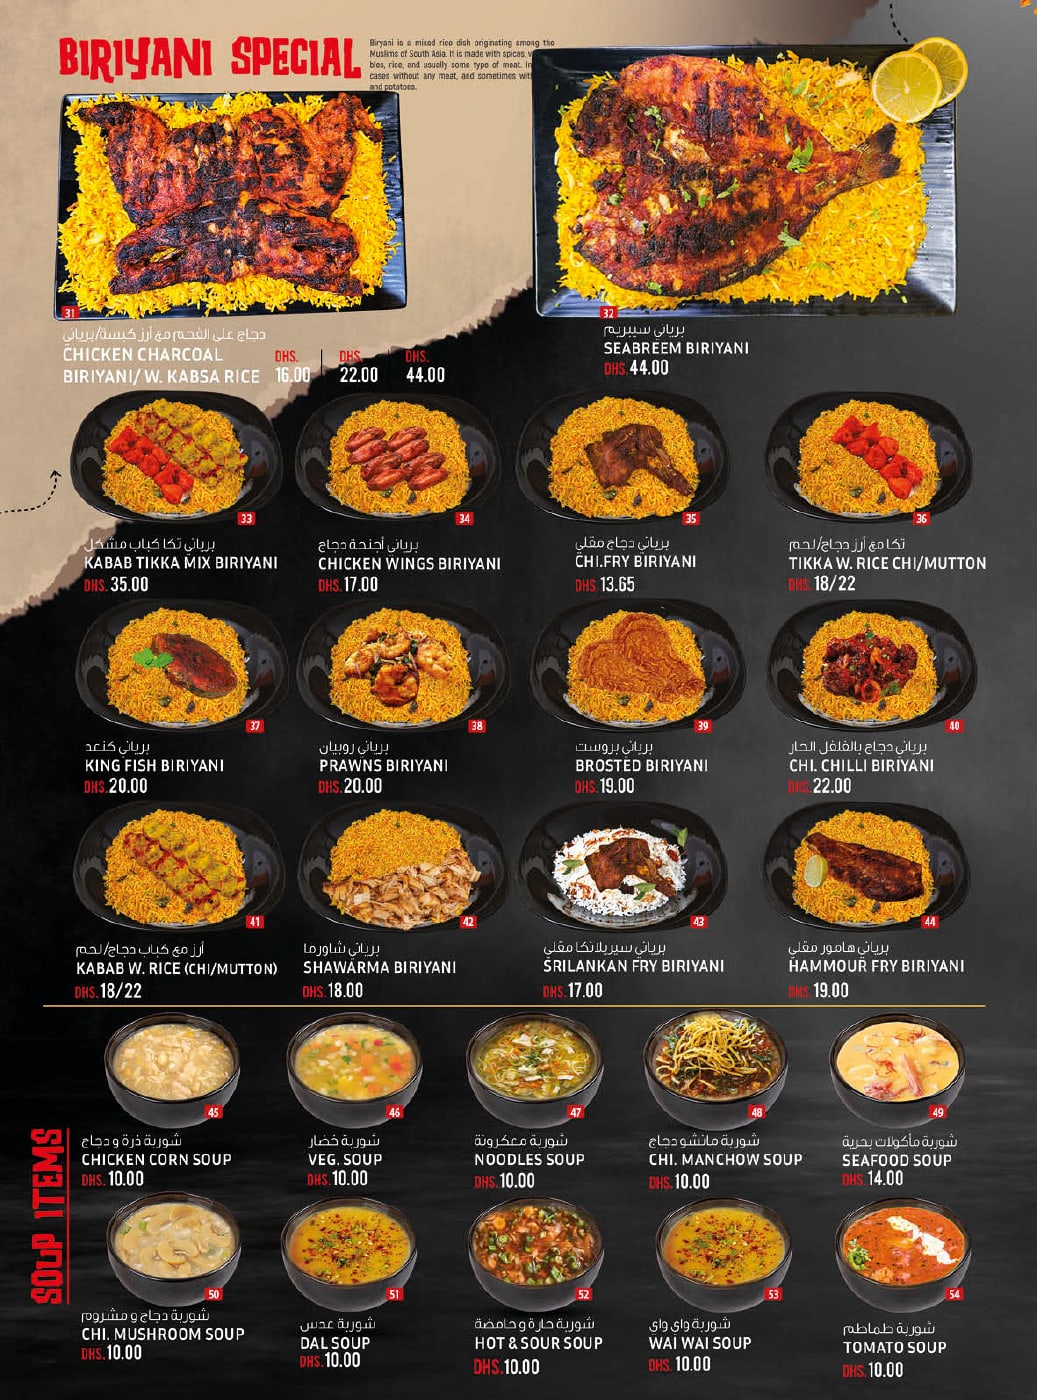 BIRIYANI SPECIAL
Biryani is a mixed rice dish originating among the
Muslims of South Asia. It is made with spices,
bles, rice, and usually some type of meat. In
cases without any meat, and sometimes
and potatoes.
31
دجاج على الفحم مع أرز كبسة/برياني
CHICKEN CHARCOAL
BIRIYANI/ W. KABSA RICE
DHS. 16.00
DHS. 22.00
DHS. 44.00
32
برياني سيبريم
SEABREEM BIRIYANI
DHS. 44.00
33
برياني تكا كباب مشكل
KABAB TIKKA MIX BIRIYANI
DHS. 35.00
34
برياني أجنحة دجاج
CHICKEN WINGS BIRIYANI
DHS. 17.00
35
برياني دجاج مقلي
CHI.FRY BIRIYANI
DHS. 13.65
36
تكا مع أرز دجاج/لحم
TIKKA W. RICE CHI/MUTTON
DHS. 18/22
37
برياني كنعد
KING FISH BIRIYANI
DHS. 20.00
38
برياني روبيان
PRAWNS BIRIYANI
DHS. 20.00
39
برياني بروست
BROSTED BIRIYANI
DHS. 19.00
40
برياني دجاج بالفلفل الحار
CHI. CHILLI BIRIYANI
DHS. 22.00
41
أرز مع كباب دجاج/لحم
KABAB W. RICE (CHI/MUTTON)
DHS. 18/22
42
برياني شاورما
SHAWARMA BIRIYANI
DHS. 18.00
43
برياني سيريلانكا مقلي
SRILANKAN FRY BIRIYANI
DHS. 17.00
44
برياني هامور مقلي
HAMMOUR FRY BIRIYANI
DHS. 19.00
SOUP ITEMS
45
شوربة ذرة و دجاج
CHICKEN CORN SOUP
DHS. 10.00
46
شوربة خضار
VEG. SOUP
DHS. 10.00
47
شوربة معكرونة
NOODLES SOUP
DHS. 10.00
48
شوربة مانشو دجاج
CHI. MANCHOW SOUP
DHS. 10.00
49
شوربة مأكولات بحرية
SEAFOOD SOUP
DHS. 14.00
50
شوربة دجاج و مشروم
CHI. MUSHROOM SOUP
DHS. 10.00
51
شوربة عدس
DAL SOUP
DHS. 10.00
52
شوربة حارة و حامضة
HOT & SOUR SOUP
DHS. 10.00
53
شوربة واي واي
WAI WAI SOUP
DHS. 10.00
54
شوربة طماطم
TOMATO SOUP
DHS. 10.00